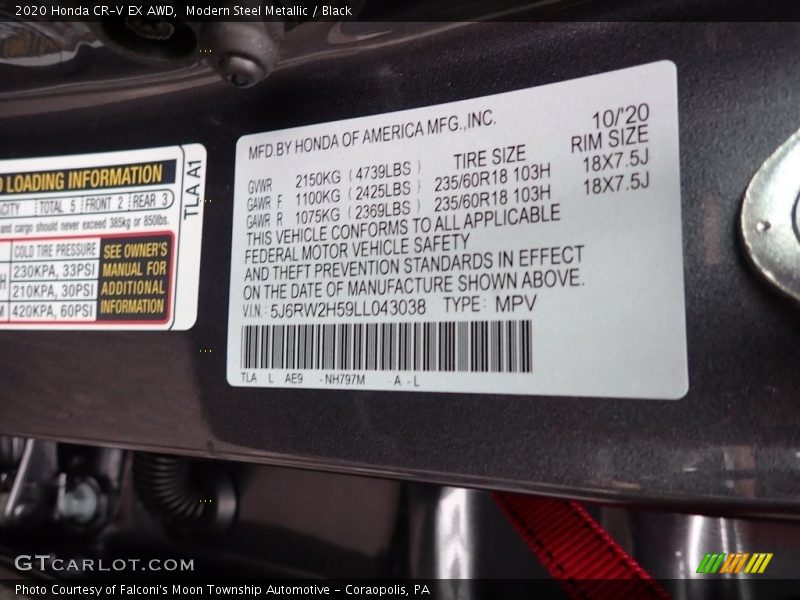 2020 Honda CR-V EX AWD, Modern Steel Metallic / Black
LOADING INFORMATION
TOTAL 5 FRONT 2 REAR 3
and cargo should never exceed 385kg or 850lbs.
COLD TIRE PRESSURE
230KPA, 33PSI
210KPA, 30PSI
420KPA, 60PSI
SEE OWNER'S
MANUAL FOR
ADDITIONAL
INFORMATION
TLA A1
MFD.BY HONDA OF AMERICA MFG.,INC. 10/'20
TIRE SIZE RIM SIZE
GVWR 2150KG ( 4739LBS )
GAWR F 1100KG ( 2425LBS ) 235/60R18 103H 18X7.5J
GAWR R 1075KG ( 2369LBS ) 235/60R18 103H 18X7.5J
THIS VEHICLE CONFORMS TO ALL APPLICABLE
FEDERAL MOTOR VEHICLE SAFETY
AND THEFT PREVENTION STANDARDS IN EFFECT
ON THE DATE OF MANUFACTURE SHOWN ABOVE.
V.I.N.: 5J6RW2H59LL043038 TYPE: MPV
TLA L AE9 -NH797M A -L
GTCARLOT.COM
Photo Courtesy of Falconi's Moon Township Automotive - Coraopolis, PA